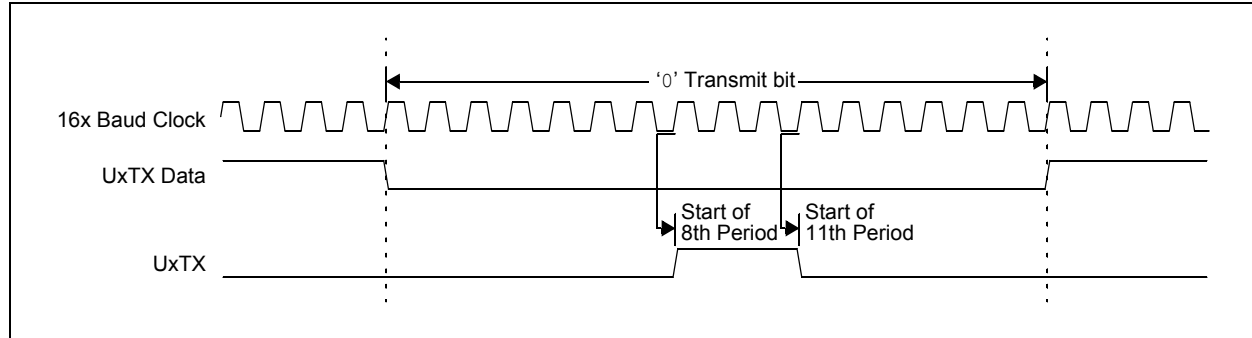 ‘0’ Transmit bit
16x Baud Clock
UxTX Data
Start of
8th Period
Start of
11th Period
UxTX